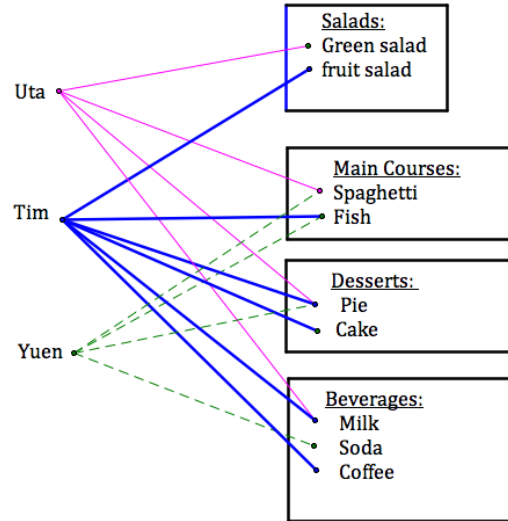 Salads:
Green salad
fruit salad
Uta
Main Courses:
Spaghetti
Tim
Fish
Desserts:
Pie
Cake
Yuen
Beverages:
Milk
Soda
Coffee